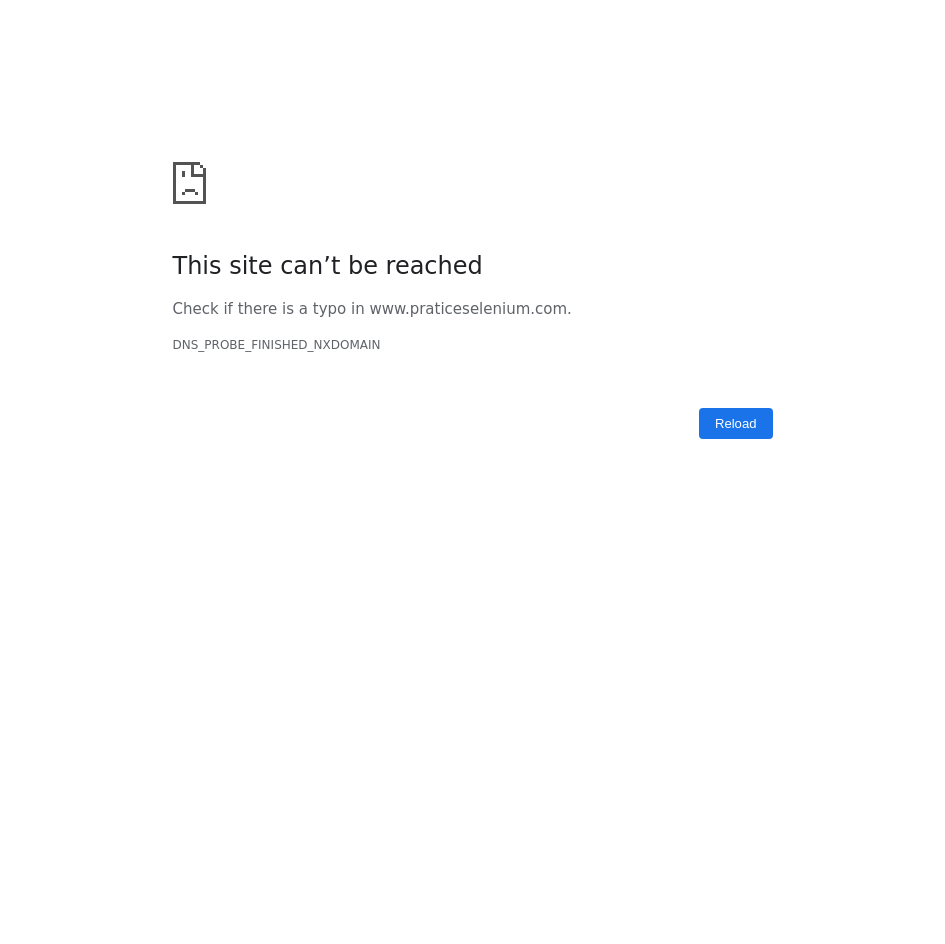 This site can’t be reached
Check if there is a typo in www.praticeselenium.com.
DNS_PROBE_FINISHED_NXDOMAIN
Reload